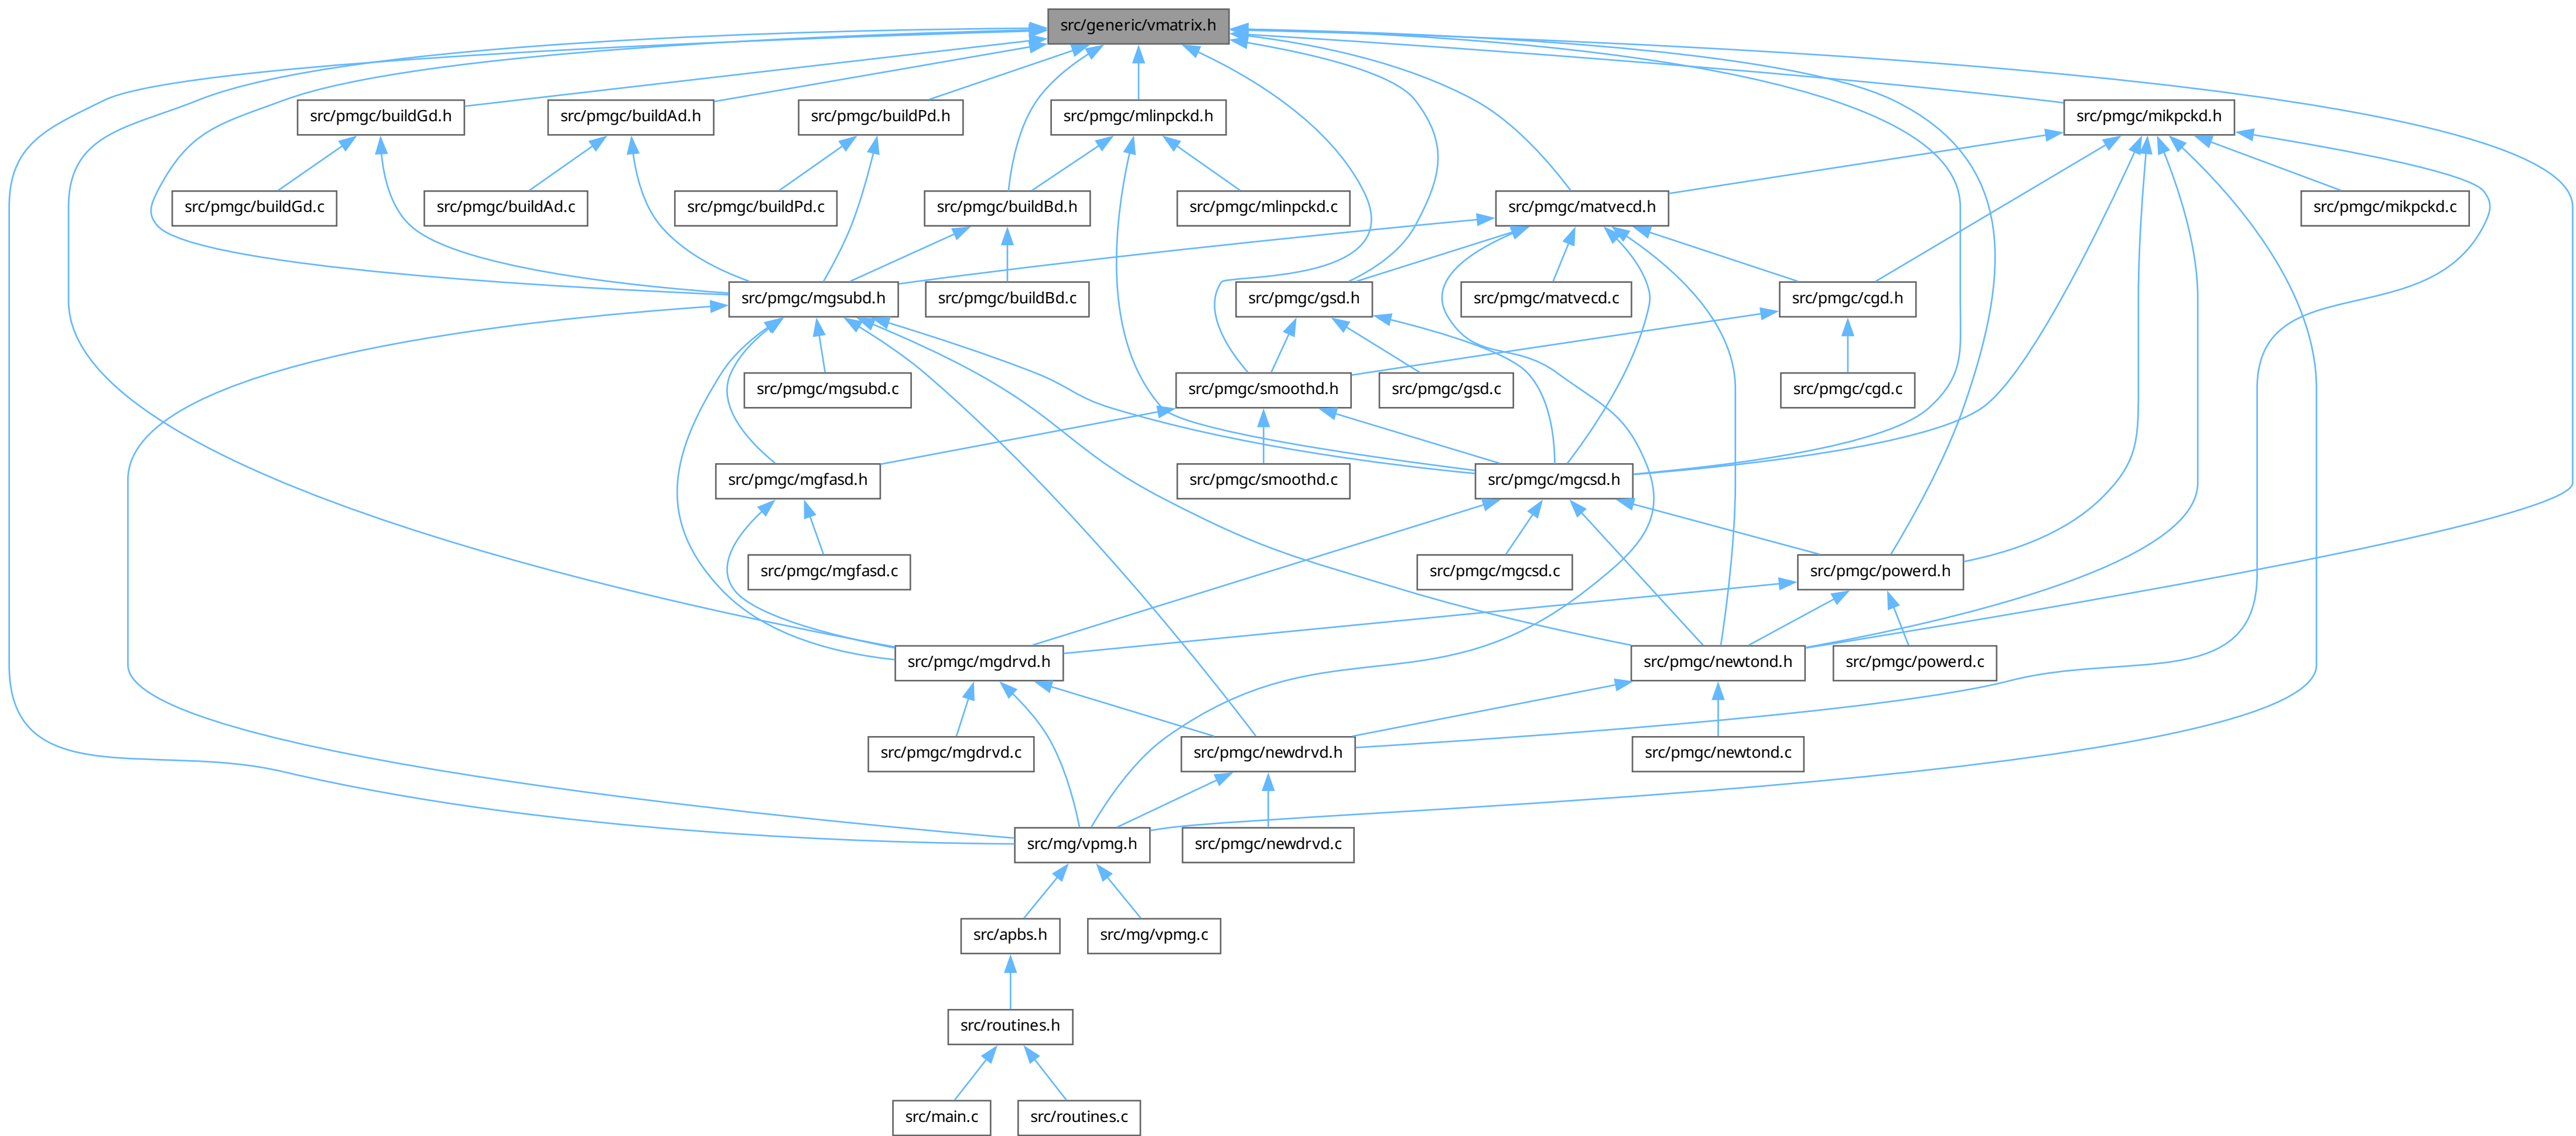 src/generic/vmatrix.h
src/pmgc/buildGd.h
src/pmgc/buildAd.h
src/pmgc/buildPd.h
src/pmgc/mlinpckd.h
src/pmgc/mikpckd.h
src/pmgc/buildGd.c
src/pmgc/buildAd.c
src/pmgc/buildPd.c
src/pmgc/buildBd.h
src/pmgc/mlinpckd.c
src/pmgc/matvecd.h
src/pmgc/mikpckd.c
src/pmgc/mgsubd.h
src/pmgc/buildBd.c
src/pmgc/gsd.h
src/pmgc/matvecd.c
src/pmgc/cgd.h
src/pmgc/mgsubd.c
src/pmgc/smoothd.h
src/pmgc/gsd.c
src/pmgc/cgd.c
src/pmgc/mgfasd.h
src/pmgc/smoothd.c
src/pmgc/mgcsd.h
src/pmgc/mgfasd.c
src/pmgc/mgcsd.c
src/pmgc/powerd.h
src/pmgc/mgdrvd.h
src/pmgc/newtond.h
src/pmgc/powerd.c
src/pmgc/mgdrvd.c
src/pmgc/newdrvd.h
src/pmgc/newtond.c
src/mg/vpmg.h
src/pmgc/newdrvd.c
src/apbs.h
src/mg/vpmg.c
src/routines.h
src/main.c
src/routines.c